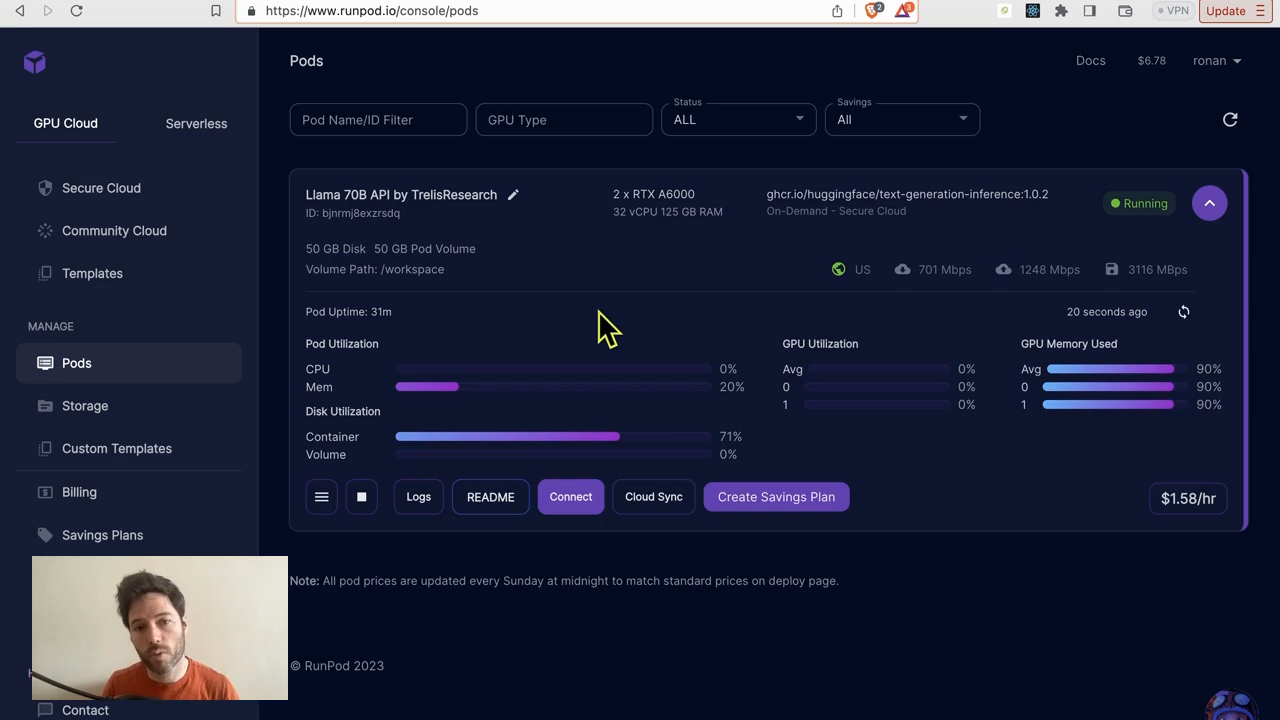 https://www.runpod.io/console/pods
2
3
VPN
Update
Pods
Docs
$6.78
ronan
GPU Cloud
Serverless
Pod Name/ID Filter
GPU Type
Status
ALL
Savings
All
Secure Cloud
Community Cloud
Templates
MANAGE
Pods
Storage
Custom Templates
Billing
Savings Plans
Contact
Llama 70B API by TrelisResearch
ID: bjnrmj8exzrsdq
2 x RTX A6000
32 vCPU 125 GB RAM
ghcr.io/huggingface/text-generation-inference:1.0.2
On-Demand - Secure Cloud
Running
50 GB Disk 50 GB Pod Volume
Volume Path: /workspace
US
701 Mbps
1248 Mbps
3116 MBps
Pod Uptime: 31m
20 seconds ago
Pod Utilization
CPU 0%
Mem 20%
Disk Utilization
Container 71%
Volume 0%
GPU Utilization
Avg 0%
0 0%
1 0%
GPU Memory Used
Avg 90%
0 90%
1 90%
Logs
README
Connect
Cloud Sync
Create Savings Plan
$1.58/hr
Note: All pod prices are updated every Sunday at midnight to match standard prices on deploy page.
© RunPod 2023